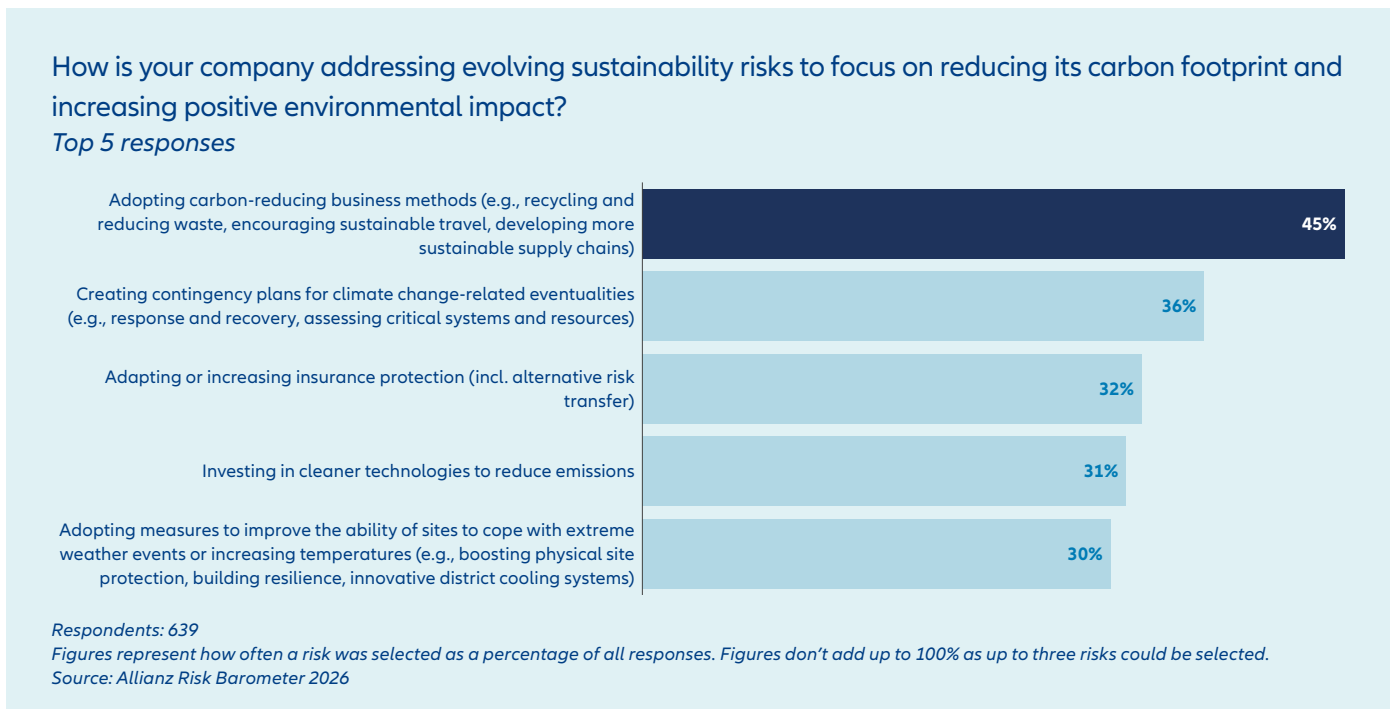 How is your company addressing evolving sustainability risks to focus on reducing its carbon footprint and
increasing positive environmental impact?
Top 5 responses
Adopting carbon-reducing business methods (e.g., recycling and
reducing waste, encouraging sustainable travel, developing more
sustainable supply chains)
45%
Creating contingency plans for climate change-related eventualities
(e.g., response and recovery, assessing critical systems and resources)
36%
Adapting or increasing insurance protection (incl. alternative risk
transfer)
32%
Investing in cleaner technologies to reduce emissions
31%
Adopting measures to improve the ability of sites to cope with extreme
weather events or increasing temperatures (e.g., boosting physical site
protection, building resilience, innovative district cooling systems)
30%
Respondents: 639
Figures represent how often a risk was selected as a percentage of all responses. Figures don’t add up to 100% as up to three risks could be selected.
Source: Allianz Risk Barometer 2026